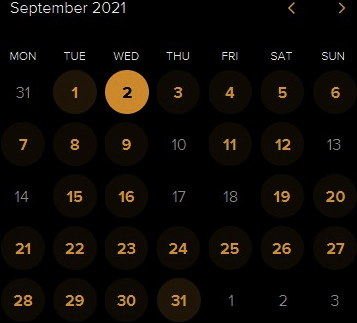 September 2021
MON TUE WED THU FRI SAT SUN
31 1 2 3 4 5 6
7 8 9 10 11 12 13
14 15 16 17 18 19 20
21 22 23 24 25 26 27
28 29 30 31 1 2 3